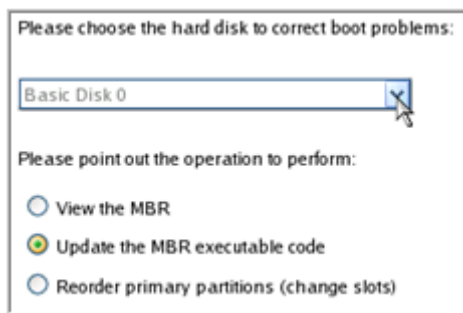 Please choose the hard disk to correct boot problems:
Basic Disk 0
Please point out the operation to perform:
View the MBR
Update the MBR executable code
Reorder primary partitions (change slots)